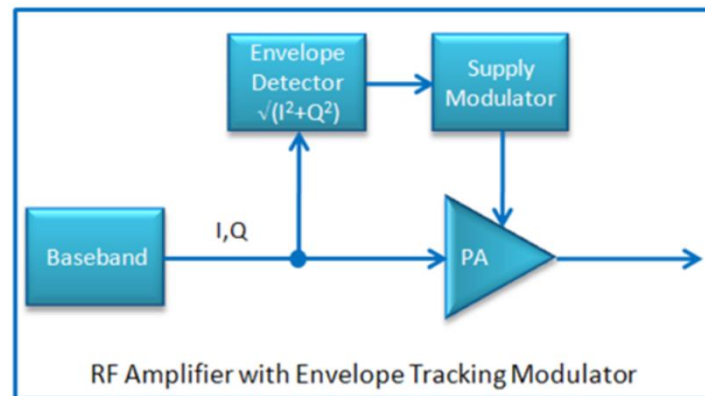 Envelope
Detector
√(I²+Q²)
Supply
Modulator
I,Q
Baseband
PA
RF Amplifier with Envelope Tracking Modulator